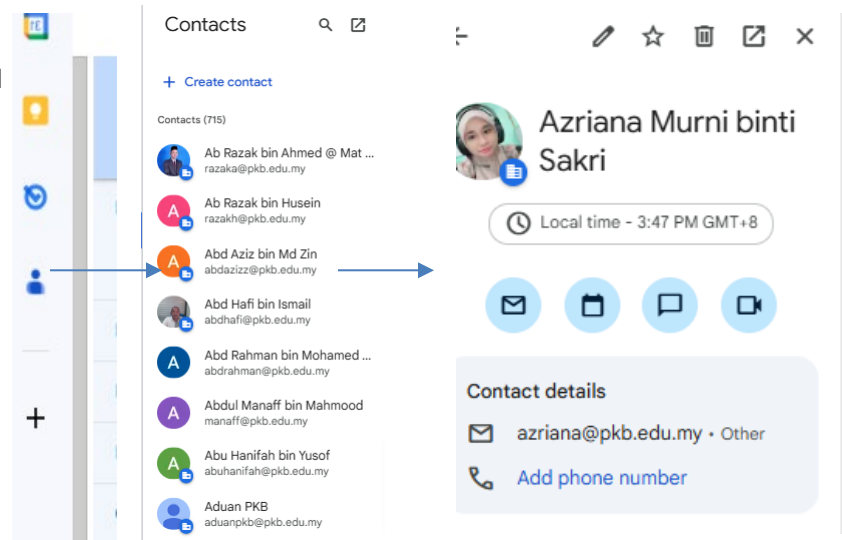 Contacts
Create contact
Contacts (715)
Ab Razak bin Ahmed @ Mat ...
razaka@pkb.edu.my
A
Ab Razak bin Husein
razakh@pkb.edu.my
A
Abd Aziz bin Md Zin
abdazizz@pkb.edu.my
Abd Hafi bin Ismail
abdhafi@pkb.edu.my
A
Abd Rahman bin Mohamed ...
abdrahman@pkb.edu.my
A
Abdul Manaff bin Mahmood
manaff@pkb.edu.my
A
Abu Hanifah bin Yusof
abuhanifah@pkb.edu.my
Aduan PKB
aduanpkb@pkb.edu.my
Azriana Murni binti
Sakri
Local time - 3:47 PM GMT+8
Contact details
azriana@pkb.edu.my • Other
Add phone number